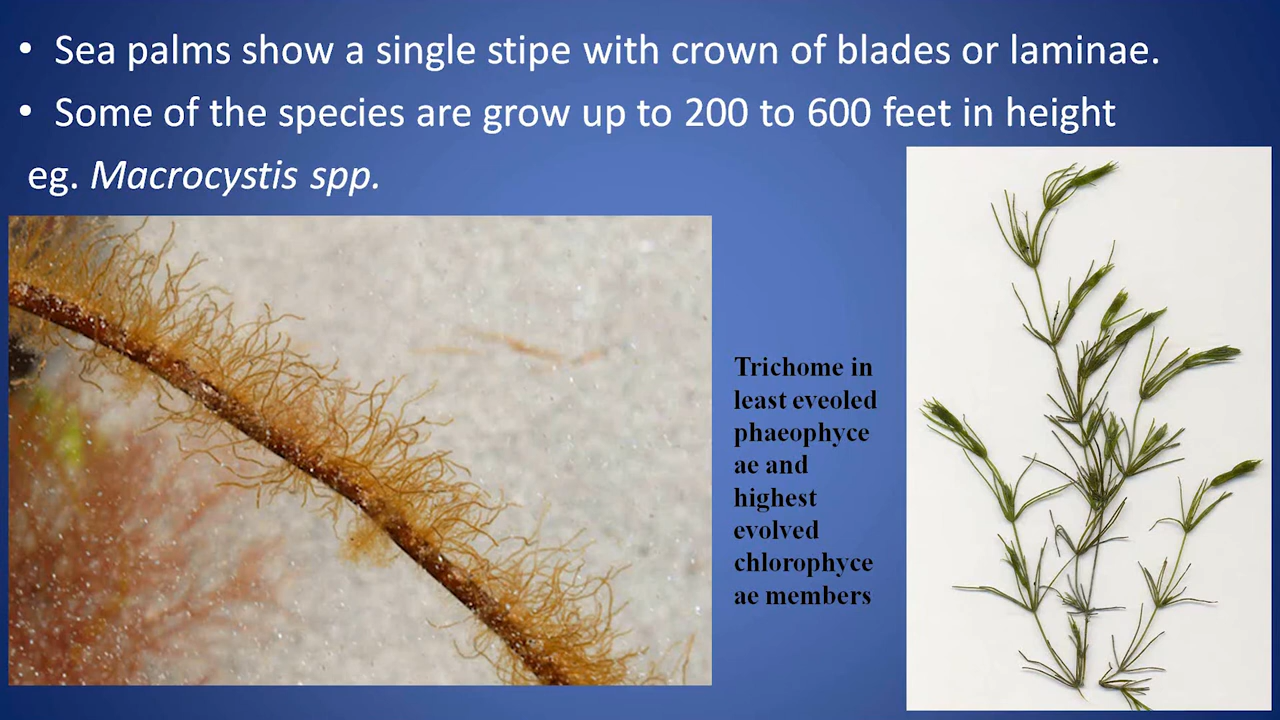 • Sea palms show a single stipe with crown of blades or laminae.
• Some of the species are grow up to 200 to 600 feet in height
eg. Macrocystis spp.
Trichome in
least eveoled
phaeophyce
ae and
highest
evolved
chlorophyce
ae members